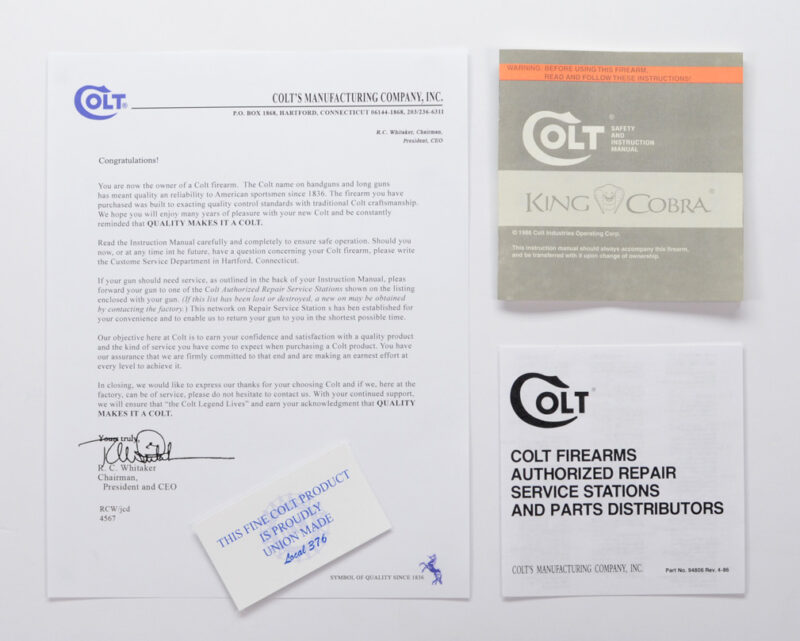 COLT®
COLT'S MANUFACTURING COMPANY, INC.
P.O. BOX 1868, HARTFORD, CONNECTICUT 06144-1868, 203/236-6311
R.C. Whitaker, Chairman,
President, CEO
Congratulations!
You are now the owner of a Colt firearm. The Colt name on handguns and long guns
has meant quality an reliability to American sportsmen since 1836. The firearm you have
purchased was built to exacting quality control standards with traditional Colt craftsmanship.
We hope you will enjoy many years of pleasure with your new Colt and be constantly
reminded that QUALITY MAKES IT A COLT.
Read the Instruction Manual carefully and completely to ensure safe operation. Should you
now, or at any time int he future, have a question concerning your Colt firearm, please write
the Custome Service Department in Hartford, Connecticut.
If your gun should need service, as outlined in the back of your Instruction Manual, pleas
forward your gun to one of the Colt Authorized Repair Service Stations shown on the listing
enclosed with your gun. (If this list has been lost or destroyed, a new on may be obtained
by contacting the factory.) This network on Repair Service Station s has ben established for
your convenience and to enable us to return your gun to you in the shortest possible time.
Our objective here at Colt is to earn your confidence and satisfaction with a quality product
and the kind of service you have come to expect when purchasing a Colt product. You have
our assurance that we are firmly committed to that end and are making an earnest effort at
every level to achieve it.
In closing, we would like to express our thanks for your choosing Colt and if we, here at the
factory, can be of service, please do not hesitate to contact us. With your continued support,
we will ensure that "the Colt Legend Lives" and earn your acknowledgment that QUALITY
MAKES IT A COLT.
Yours truly,
R. C. Whitaker
Chairman,
President and CEO
RCW/jcd
4567
SYMBOL OF QUALITY SINCE 1836
THIS FINE COLT PRODUCT
IS PROUDLY
UNION MADE
Local 376
WARNING: BEFORE USING THIS FIREARM,
READ AND FOLLOW THESE INSTRUCTIONS!
COLT®
SAFETY
AND
INSTRUCTION
MANUAL
KING COBRA®
© 1986 Colt Industries Operating Corp.
This instruction manual should always accompany this firearm,
and be transferred with it upon change of ownership.
COLT®
COLT FIREARMS
AUTHORIZED REPAIR
SERVICE STATIONS
AND PARTS DISTRIBUTORS
COLT'S MANUFACTURING COMPANY, INC. Part No. 94806 Rev. 4-86